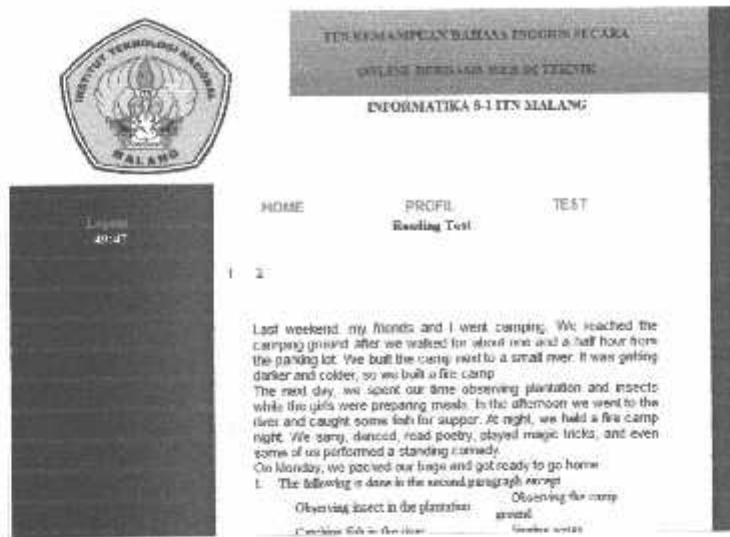 INSTITUT TEKNOLOGI NASIONAL
MALANG
TES KEMAMPUAN BAHASA INGGRIS SECARA
ONLINE BERBASIS WEB DI TEKNIK
INFORMATIKA S-1 ITN MALANG
HOME PROFIL TEST
Reading Test
1 2
Last weekend, my friends and I went camping. We reached the
camping ground after we walked for about one and a half hour from
the parking lot. We built the camp next to a small river. It was getting
darker and colder, so we built a fire camp
The next day, we spent our time observing plantation and insects
while the girls were preparing meals. In the afternoon we went to the
river and caught some fish for supper. At night, we held a fire camp
night. We sang, danced, read poetry, played magic tricks, and even
some of us performed a standing comedy.
On Monday, we packed our bags and got ready to go home
1. The following is done in the second paragraph except
Observing insect in the plantation
Observing the camp
ground
Catching fish in the river